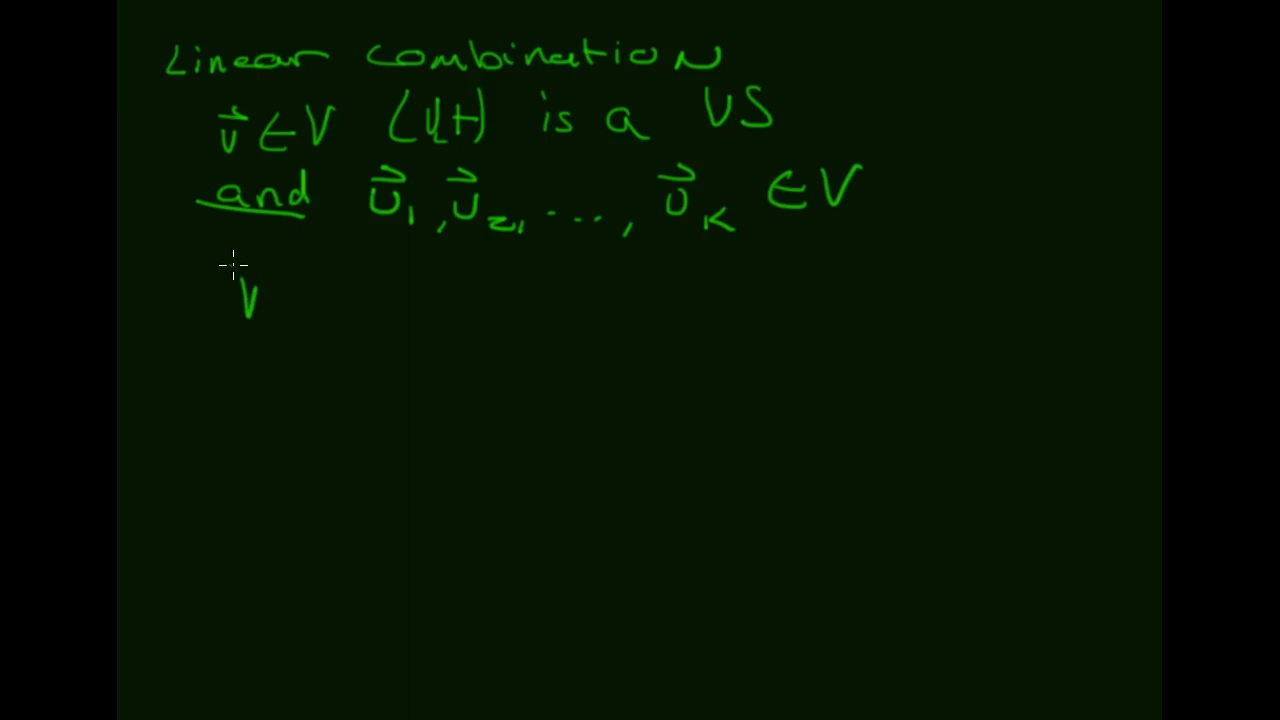 Linear combination
v⃗ ∈ V (V,+) is a VS
and u⃗₁, u⃗₂, ..., u⃗ₖ ∈ V
V